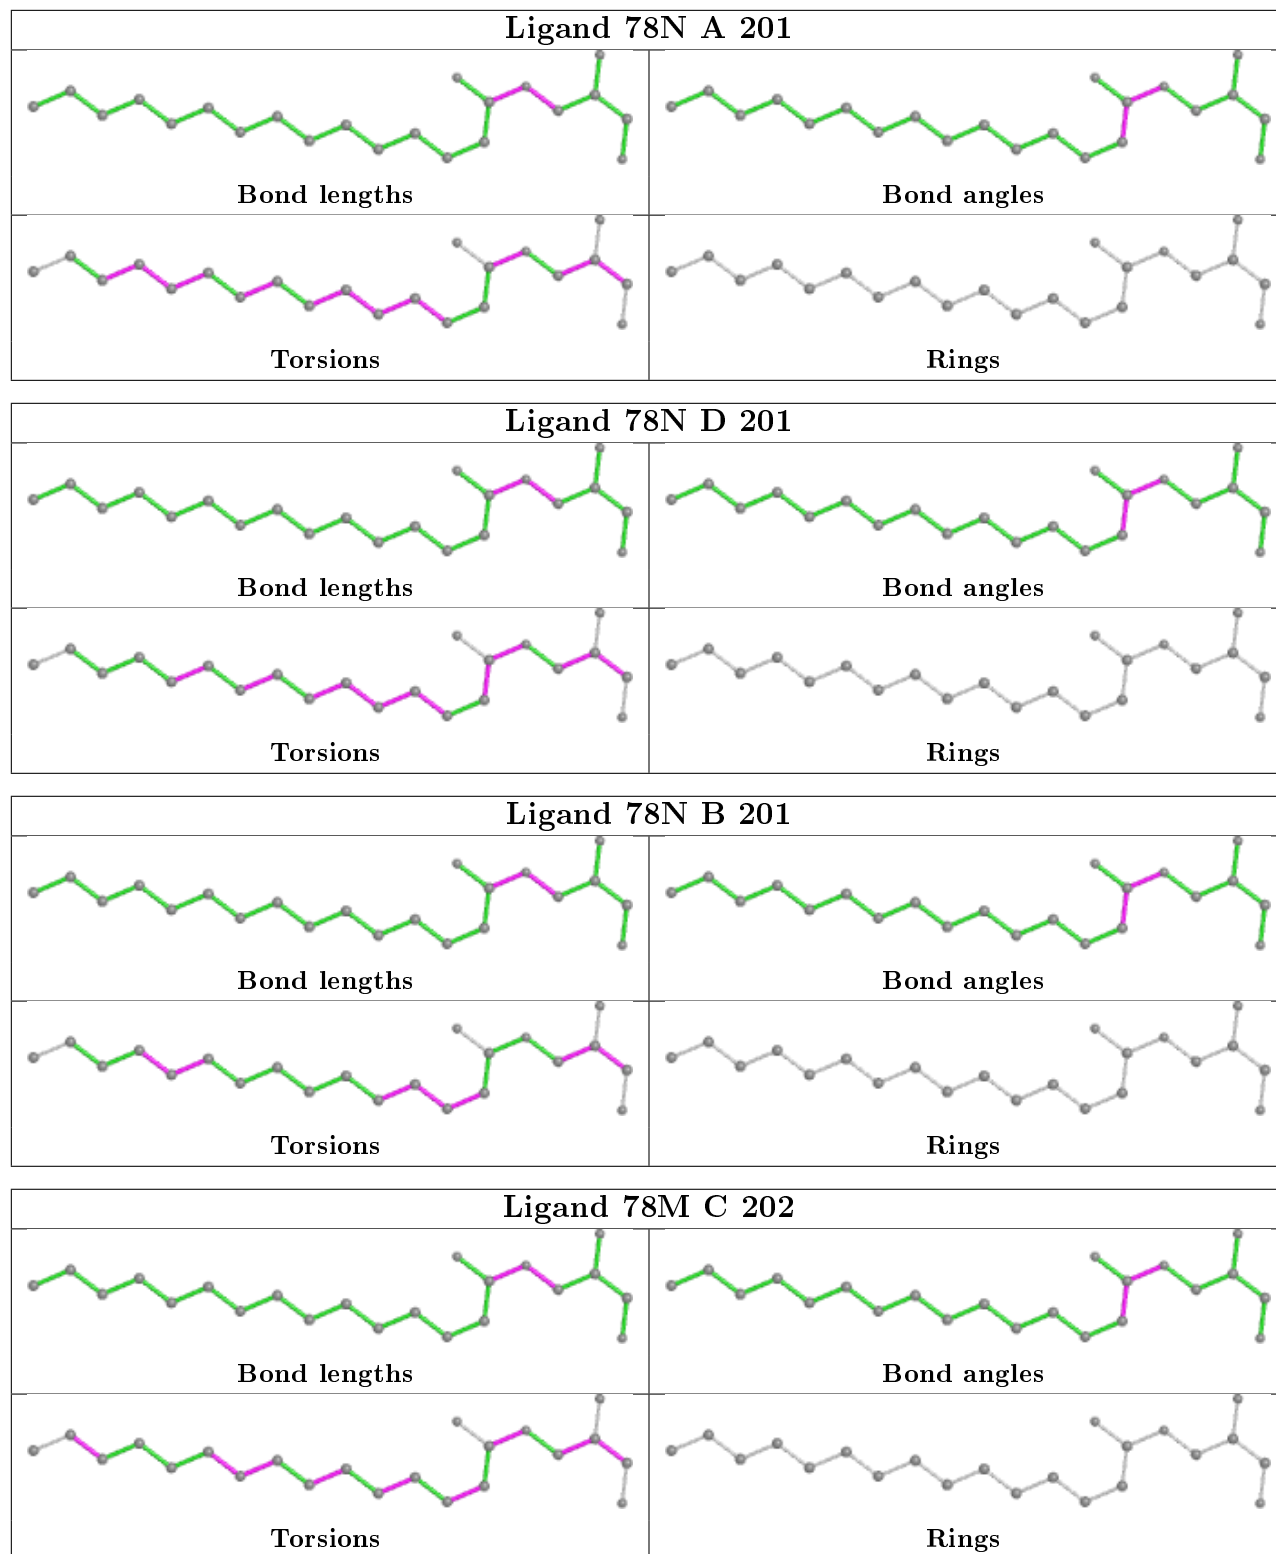 Ligand 78N A 201
Bond lengths
Bond angles
Torsions
Rings
Ligand 78N D 201
Bond lengths
Bond angles
Torsions
Rings
Ligand 78N B 201
Bond lengths
Bond angles
Torsions
Rings
Ligand 78M C 202
Bond lengths
Bond angles
Torsions
Rings